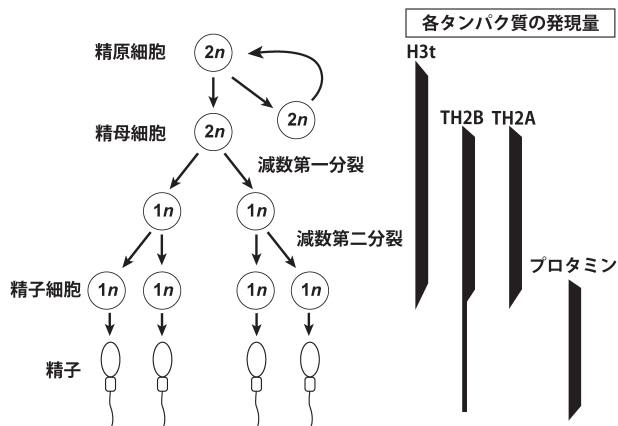 各タンパク質の発現量
H3t
精原細胞
2n
2n
TH2B TH2A
精母細胞
2n
減数第一分裂
1n 1n
減数第二分裂
プロタミン
精子細胞
1n 1n 1n 1n
精子